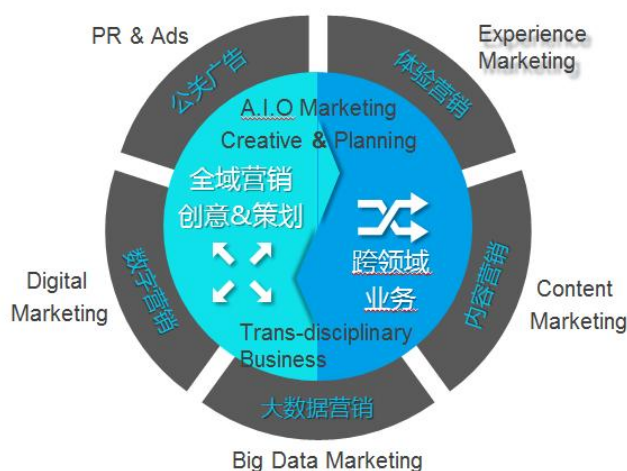 PR & Ads
Experience
Marketing
公关广告
体验营销
A.I.O Marketing
Creative & Planning
全域营销
创意&策划
跨领域
业务
数字营销
内容营销
Digital
Marketing
Content
Marketing
Trans-disciplinary
Business
大数据营销
Big Data Marketing